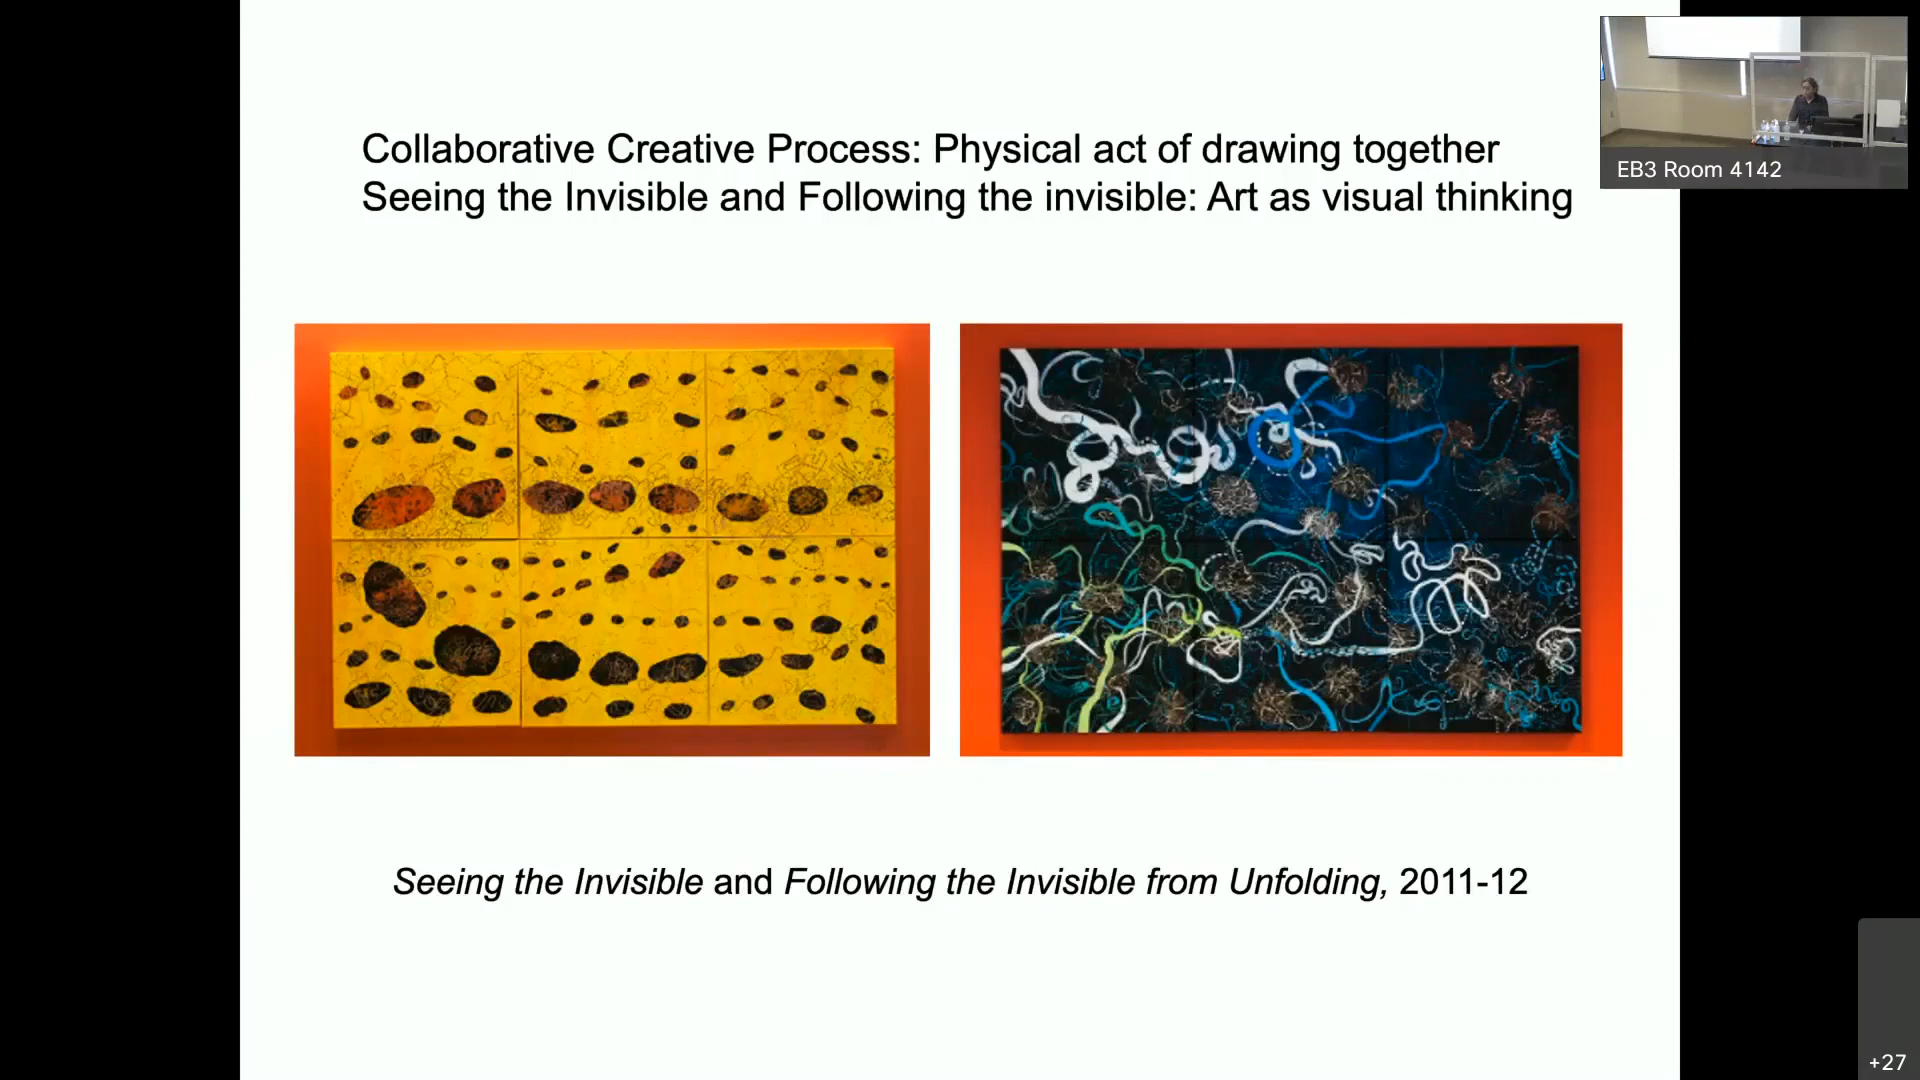 Collaborative Creative Process: Physical act of drawing together
Seeing the Invisible and Following the invisible: Art as visual thinking
EB3 Room 4142
Seeing the Invisible and Following the Invisible from Unfolding, 2011-12
+27